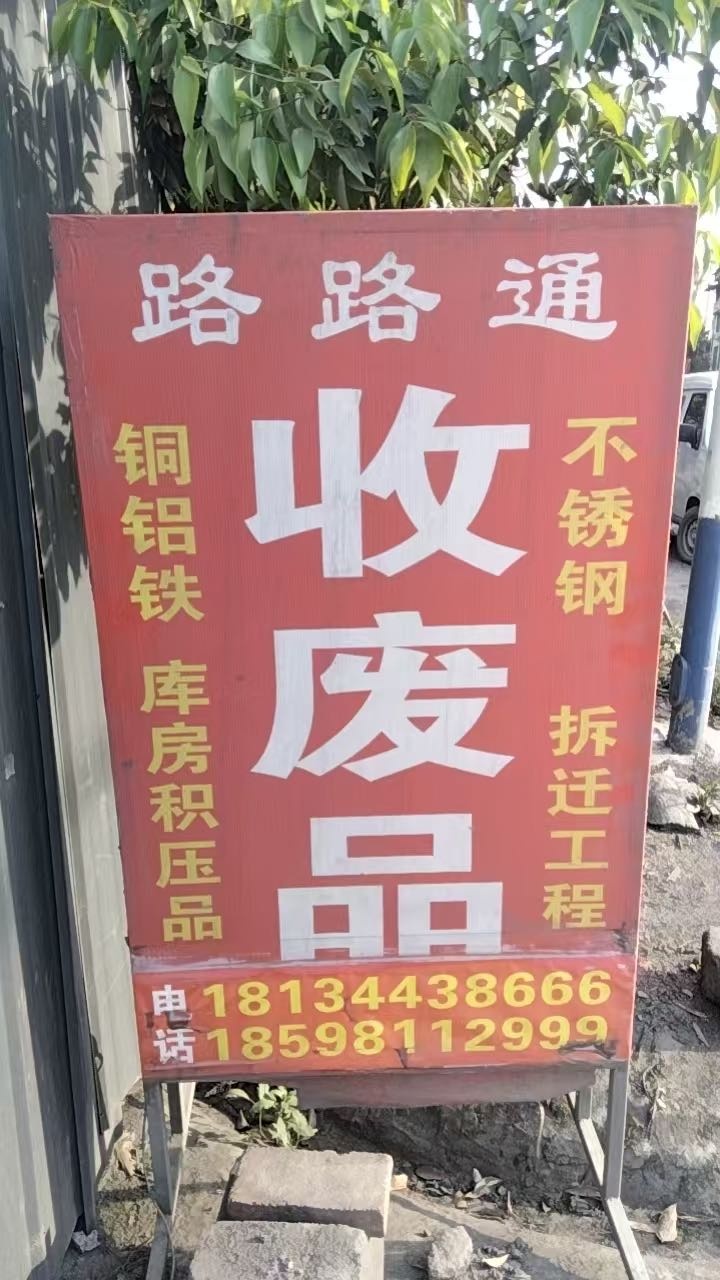 路路通
收废品
铜铝铁 库房积压品
不锈钢 拆迁工程
电话
18134438666
18598112999